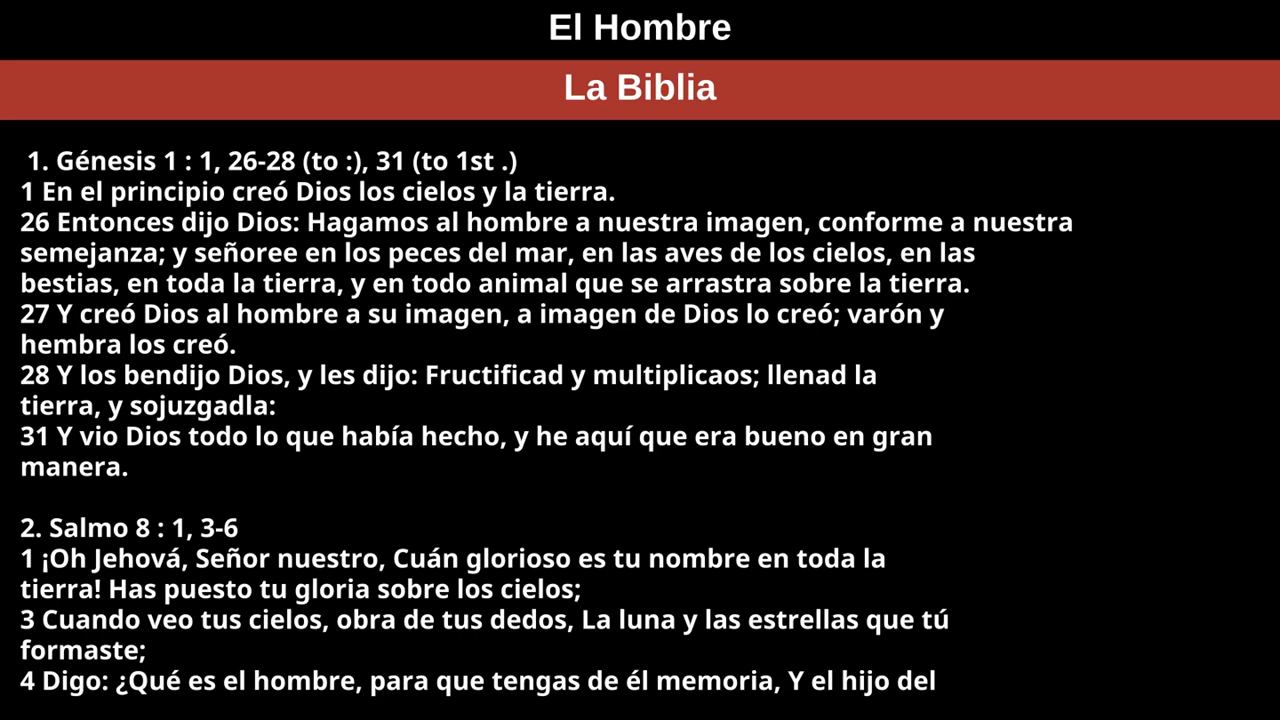 El Hombre
La Biblia
1. Génesis 1 : 1, 26-28 (to :), 31 (to 1st .)
1 En el principio creó Dios los cielos y la tierra.
26 Entonces dijo Dios: Hagamos al hombre a nuestra imagen, conforme a nuestra
semejanza; y señoree en los peces del mar, en las aves de los cielos, en las
bestias, en toda la tierra, y en todo animal que se arrastra sobre la tierra.
27 Y creó Dios al hombre a su imagen, a imagen de Dios lo creó; varón y
hembra los creó.
28 Y los bendijo Dios, y les dijo: Fructificad y multiplicaos; llenad la
tierra, y sojuzgadla:
31 Y vio Dios todo lo que había hecho, y he aquí que era bueno en gran
manera.
2. Salmo 8 : 1, 3-6
1 ¡Oh Jehová, Señor nuestro, Cuán glorioso es tu nombre en toda la
tierra! Has puesto tu gloria sobre los cielos;
3 Cuando veo tus cielos, obra de tus dedos, La luna y las estrellas que tú
formaste;
4 Digo: ¿Qué es el hombre, para que tengas de él memoria, Y el hijo del